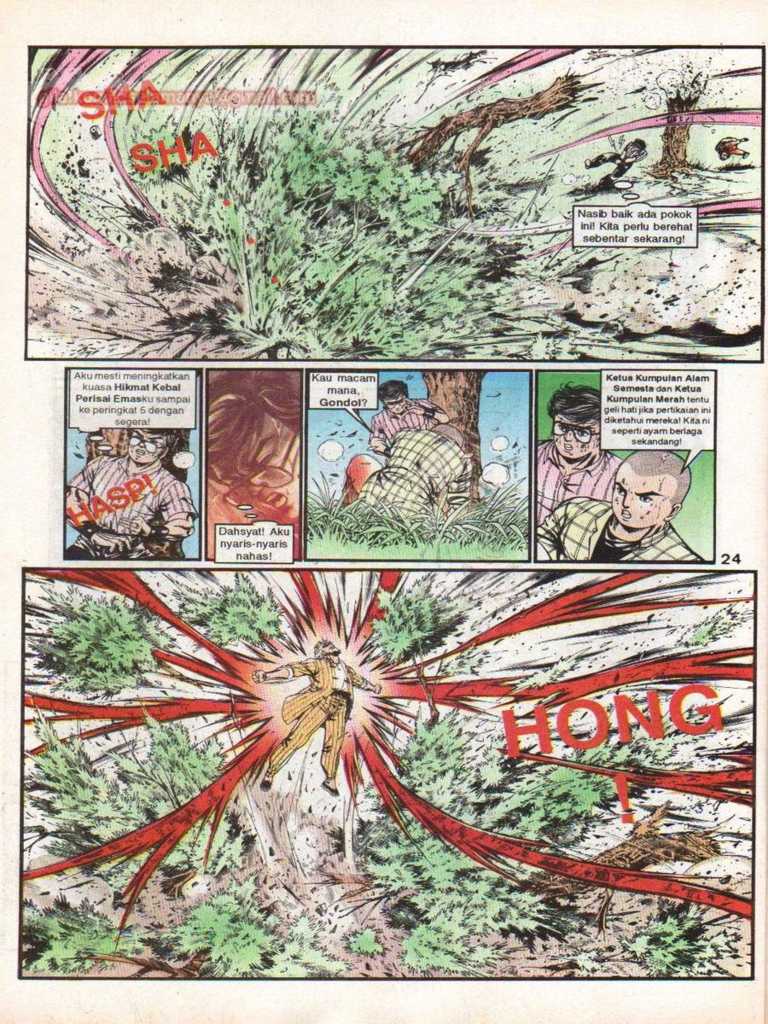 SHA
SHA
Nasib baik ada pokok
ini! Kita perlu berehat
sebentar sekarang!
Aku mesti meningkatkan
kuasa Hikmat Kebal
Perisai Emasku sampai
ke peringkat 5 dengan
segera!
HASP!
Dahsyat! Aku
nyaris-nyaris
nahas!
Kau macam
mana,
Gondol?
Ketua Kumpulan Alam
Semesta dan Ketua
Kumpulan Merah tentu
geli hati jika pertikaian ini
diketahui mereka! Kita ni
seperti ayam berlaga
sekandang!
24
HONG
!